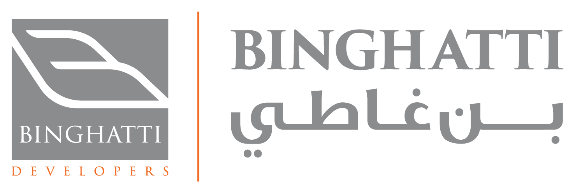 BINGHATTI
DEVELOPERS
BINGHATTI
بن غاطي